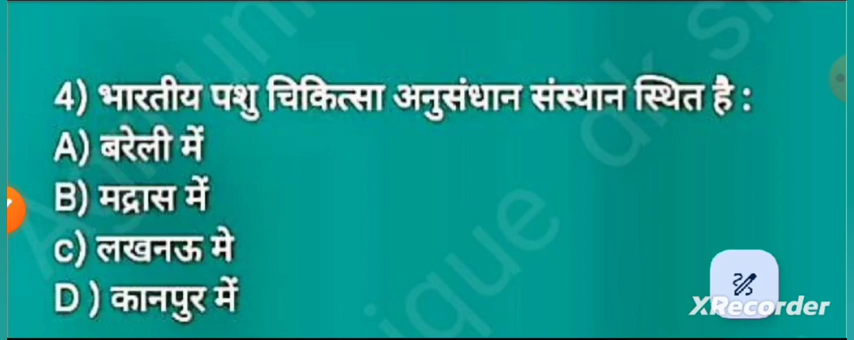 4) भारतीय पशु चिकित्सा अनुसंधान संस्थान स्थित है :
A) बरेली में
B) मद्रास में
c) लखनऊ मे
D ) कानपुर में
XRecorder